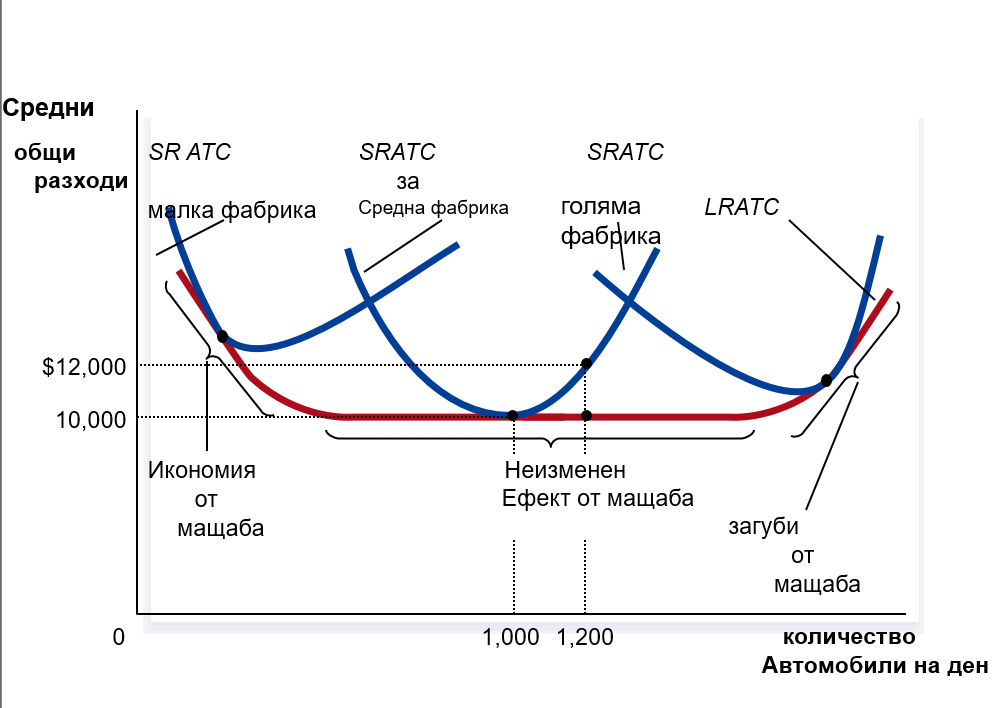 Средни
общи
разходи
SR ATC
малка фабрика
SRATC
за
Средна фабрика
SRATC
голяма
фабрика
LRATC
$12,000
10,000
Икономия
от
мащаба
Неизменен
Ефект от мащаба
загуби
от
мащаба
0
1,000
1,200
количество
Автомобили на ден